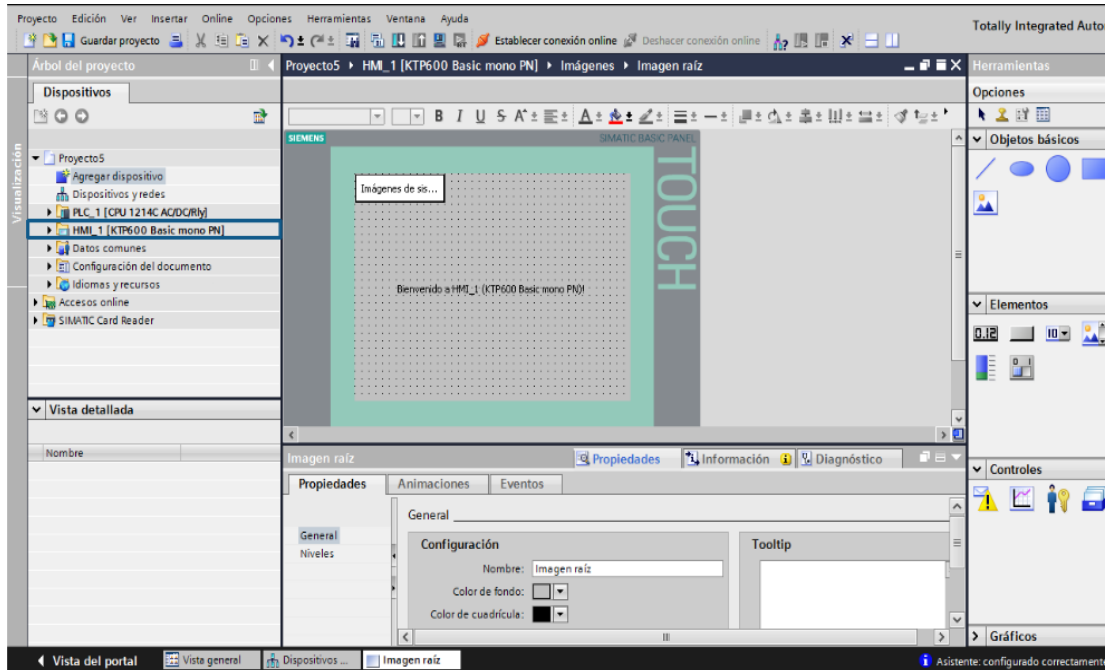 Proyecto Edición Ver Insertar Online Opciones Herramientas Ventana Ayuda
Totally Integrated Autor
Guardar proyecto Establecer conexión online Deshacer conexión online
Árbol del proyecto
Proyecto5 HMI_1 [KTP600 Basic mono PN] Imágenes Imagen raíz
Herramientas
Dispositivos
Opciones
B I U S A A
Visualización
SIEMENS SIMATIC BASIC PANEL
Objetos básicos
Proyecto5
Agregar dispositivo
Dispositivos y redes
PLC_1 [CPU 1214C AC/DC/Rly]
HMI_1 [KTP600 Basic mono PN]
Datos comunes
Configuración del documento
Idiomas y recursos
Accesos online
SIMATIC Card Reader
Imágenes de sis...
TOUCH
Bienvenido a HMI_1 (KTP600 Basic mono PN)!
Elementos
0.12 10
0 1
Vista detallada
Nombre
Imagen raíz
Propiedades Información Diagnóstico
Controles
Propiedades Animaciones Eventos
General
General
Niveles
Configuración
Tooltip
Nombre: Imagen raíz
Color de fondo:
Color de cuadrícula:
Gráficos
Vista del portal Vista general Dispositivos ... Imagen raíz
Asistente: configurado correctamente